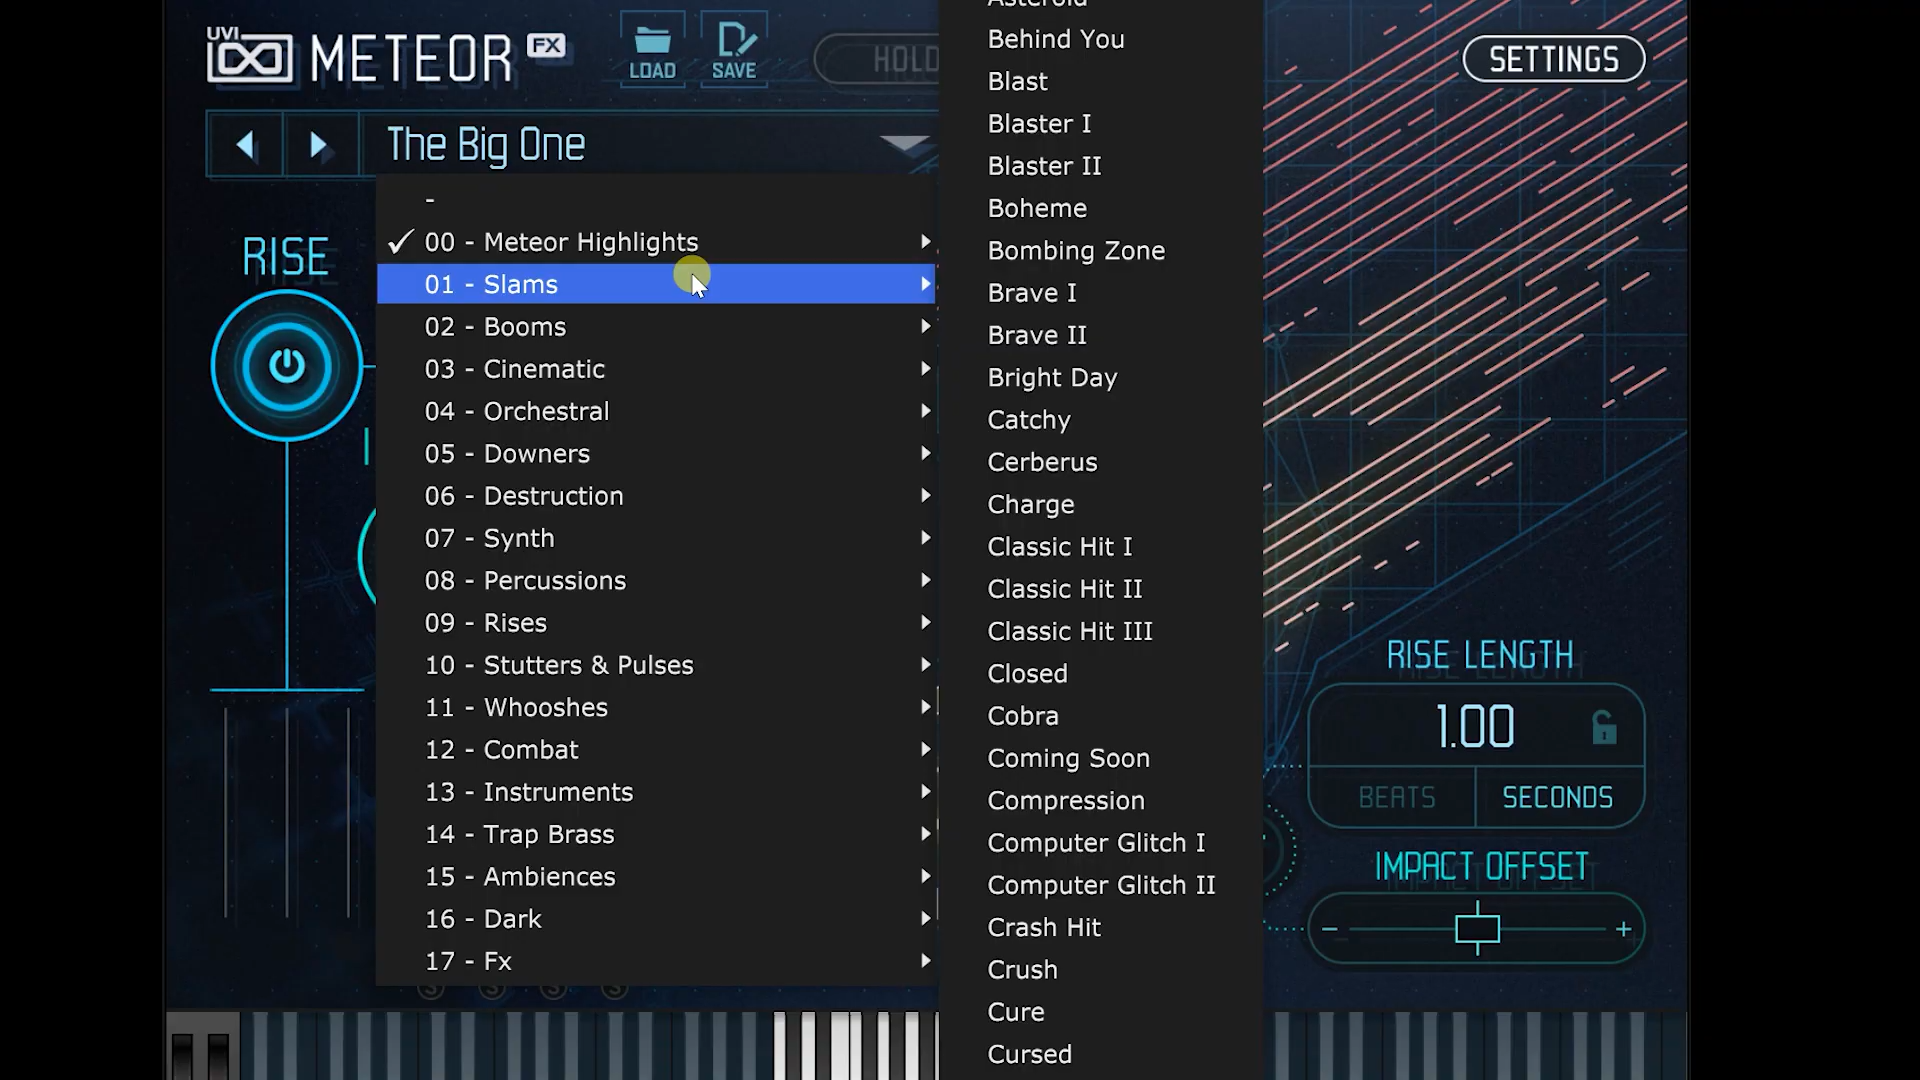 UVI
METEOR FX
LOAD
SAVE
HOLD
SETTINGS
The Big One
RISE
-
✓ 00 - Meteor Highlights
01 - Slams
02 - Booms
03 - Cinematic
04 - Orchestral
05 - Downers
06 - Destruction
07 - Synth
08 - Percussions
09 - Rises
10 - Stutters & Pulses
11 - Whooshes
12 - Combat
13 - Instruments
14 - Trap Brass
15 - Ambiences
16 - Dark
17 - Fx
S S S S
Asteroid
Behind You
Blast
Blaster I
Blaster II
Boheme
Bombing Zone
Brave I
Brave II
Bright Day
Catchy
Cerberus
Charge
Classic Hit I
Classic Hit II
Classic Hit III
Closed
Cobra
Coming Soon
Compression
Computer Glitch I
Computer Glitch II
Crash Hit
Crush
Cure
Cursed
RISE LENGTH
1.00
BEATS SECONDS
IMPACT OFFSET
- +